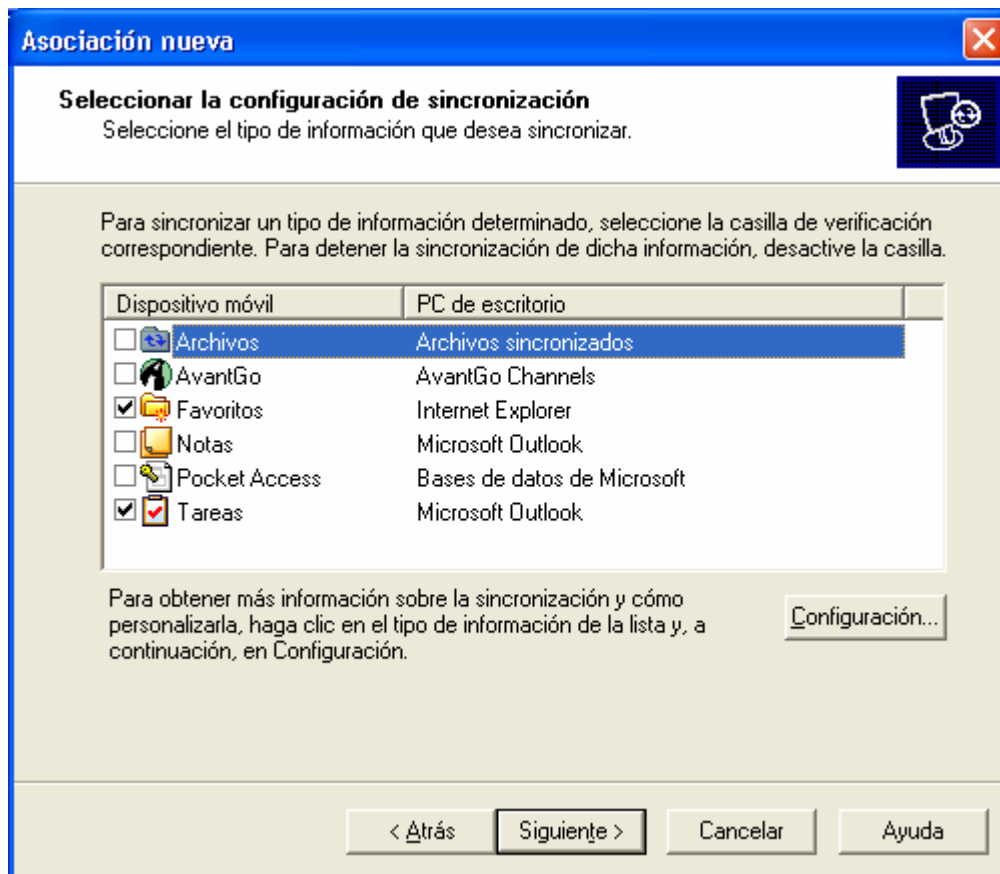 Asociación nueva
Seleccionar la configuración de sincronización
Seleccione el tipo de información que desea sincronizar.
Para sincronizar un tipo de información determinado, seleccione la casilla de verificación
correspondiente. Para detener la sincronización de dicha información, desactive la casilla.
Dispositivo móvil PC de escritorio
Archivos Archivos sincronizados
AvantGo AvantGo Channels
Favoritos Internet Explorer
Notas Microsoft Outlook
Pocket Access Bases de datos de Microsoft
Tareas Microsoft Outlook
Para obtener más información sobre la sincronización y cómo
personalizarla, haga clic en el tipo de información de la lista y, a
continuación, en Configuración.
Configuración...
< Atrás Siguiente > Cancelar Ayuda